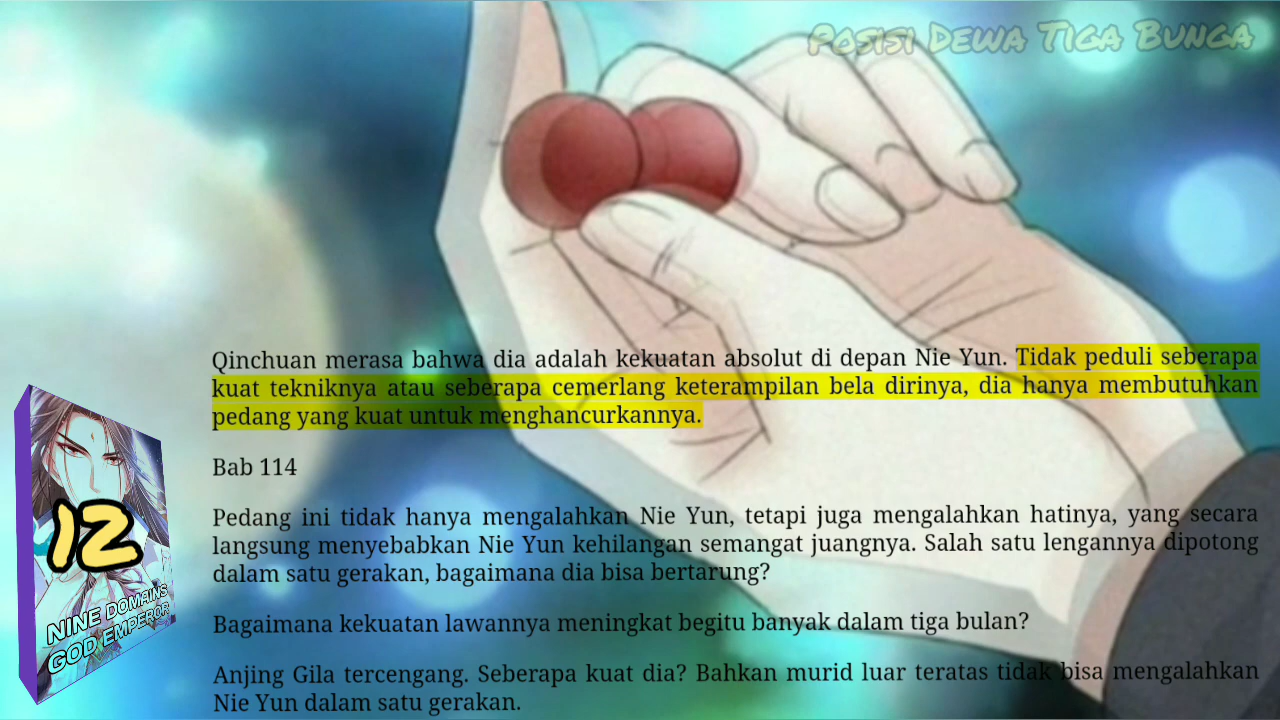 Posisi Dewa Tiga Bunga
Qinchuan merasa bahwa dia adalah kekuatan absolut di depan Nie Yun. Tidak peduli seberapa
kuat tekniknya atau seberapa cemerlang keterampilan bela dirinya, dia hanya membutuhkan
pedang yang kuat untuk menghancurkannya.
Bab 114
Pedang ini tidak hanya mengalahkan Nie Yun, tetapi juga mengalahkan hatinya, yang secara
langsung menyebabkan Nie Yun kehilangan semangat juangnya. Salah satu lengannya dipotong
dalam satu gerakan, bagaimana dia bisa bertarung?
Bagaimana kekuatan lawannya meningkat begitu banyak dalam tiga bulan?
Anjing Gila tercengang. Seberapa kuat dia? Bahkan murid luar teratas tidak bisa mengalahkan
Nie Yun dalam satu gerakan.
12
NINE DOMAINS
GOD EMPEROR